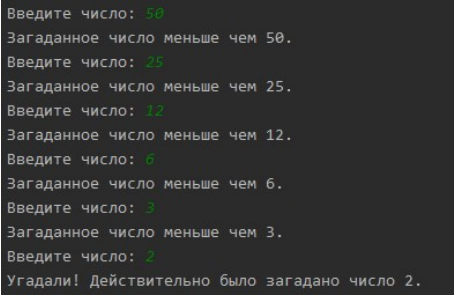 Введите число: 50
Загаданное число меньше чем 50.
Введите число: 25
Загаданное число меньше чем 25.
Введите число: 12
Загаданное число меньше чем 12.
Введите число: 6
Загаданное число меньше чем 6.
Введите число: 3
Загаданное число меньше чем 3.
Введите число: 2
Угадали! Действительно было загадано число 2.